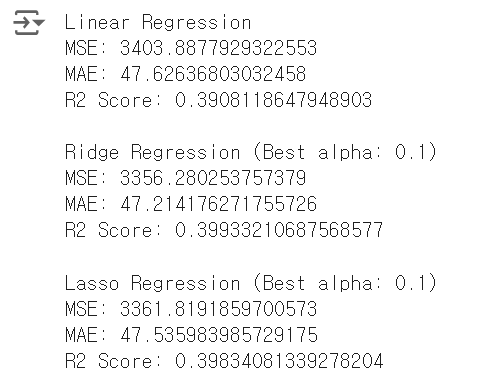 Linear Regression
MSE: 3403.8877929322553
MAE: 47.62636803032458
R2 Score: 0.3908118647948903
Ridge Regression (Best alpha: 0.1)
MSE: 3356.280253757379
MAE: 47.214176271755726
R2 Score: 0.39933210687568577
Lasso Regression (Best alpha: 0.1)
MSE: 3361.8191859700573
MAE: 47.535983985729175
R2 Score: 0.39834081339278204